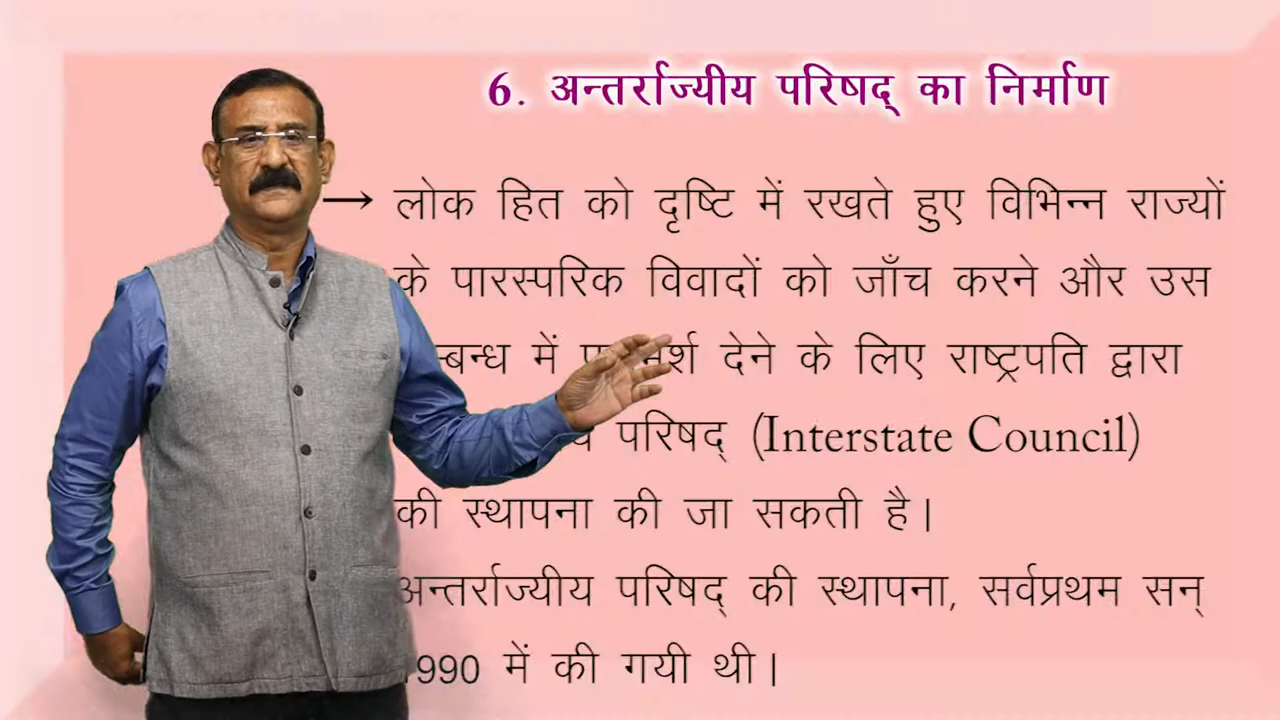 6. अन्तर्राज्यीय परिषद् का निर्माण
→ लोक हित को दृष्टि में रखते हुए विभिन्न राज्यों
के पारस्परिक विवादों को जाँच करने और उस
में देने के लिए राष्ट्रपति द्वारा
परिषद् (Interstate Council)
की स्थापना की जा सकती है।
अन्तर्राज्यीय परिषद् की स्थापना, सर्वप्रथम सन्
1990 में की गयी थी।